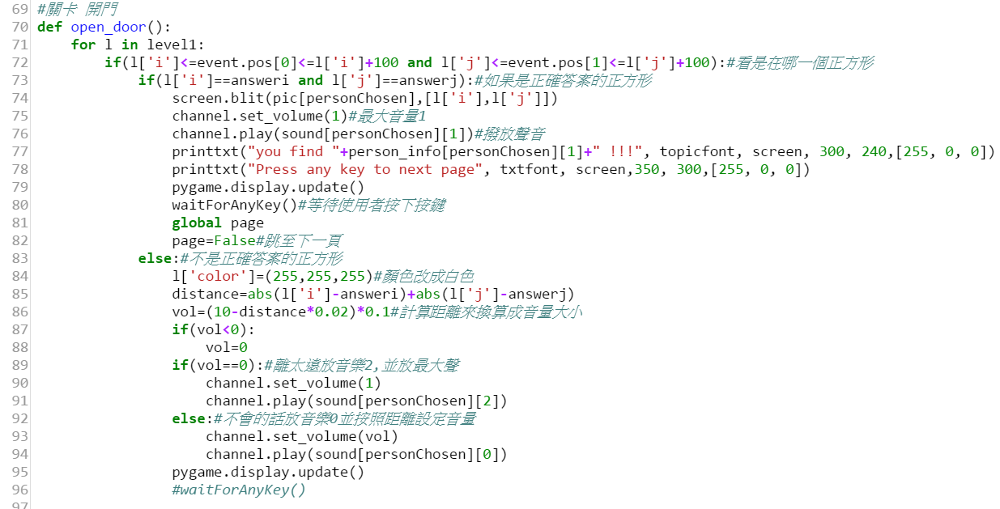 69 #關卡 開門
70 def open_door():
71     for l in level1:
72         if(l['i']<=event.pos[0]<=l['i']+100 and l['j']<=event.pos[1]<=l['j']+100):#看是在哪一個正方形
73             if(l['i']==answeri and l['j']==answerj):#如果是正確答案的正方形
74                 screen.blit(pic[personChosen],[l['i'],l['j']])
75                 channel.set_volume(1)#最大音量1
76                 channel.play(sound[personChosen][1])#撥放聲音
77                 printtxt("you find "+person_info[personChosen][1]+" !!!", topicfont, screen, 300, 240,[255, 0, 0])
78                 printtxt("Press any key to next page", txtfont, screen,350, 300,[255, 0, 0])
79                 pygame.display.update()
80                 waitForAnyKey()#等待使用者按下按鍵
81                 global page
82                 page=False#跳至下一頁
83             else:#不是正確答案的正方形
84                 l['color']=(255,255,255)#顏色改成白色
85                 distance=abs(l['i']-answeri)+abs(l['j']-answerj)
86                 vol=(10-distance*0.02)*0.1#計算距離來換算成音量大小
87                 if(vol<0):
88                     vol=0
89                 if(vol==0):#離太遠放音樂2,並放最大聲
90                     channel.set_volume(1)
91                     channel.play(sound[personChosen][2])
92                 else:#不會的話放音樂0並按照距離設定音量
93                     channel.set_volume(vol)
94                     channel.play(sound[personChosen][0])
95                 pygame.display.update()
96                 #waitForAnyKey()
97